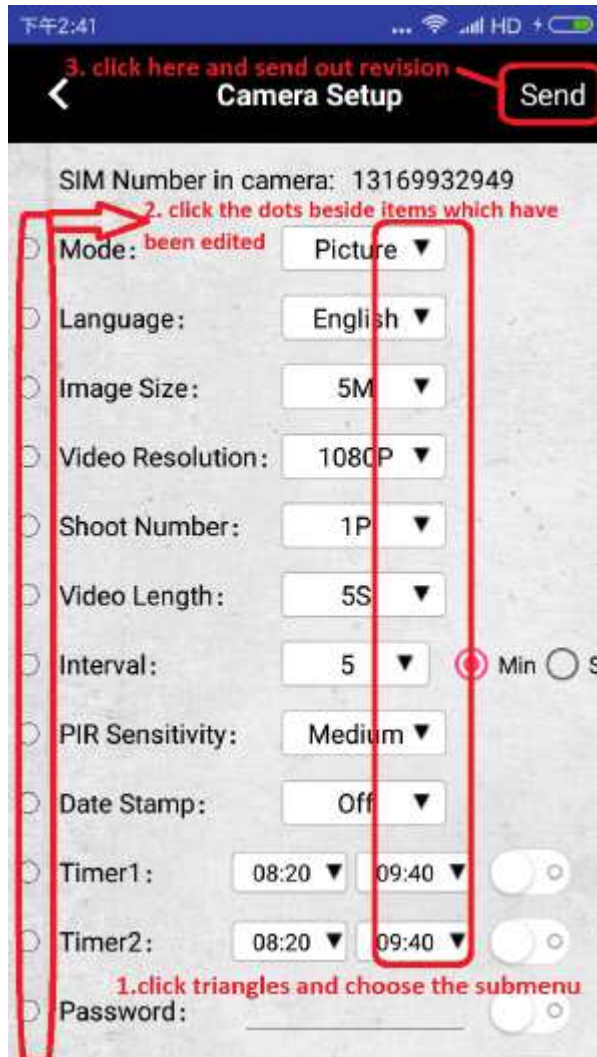 下午2:41 ... HD
3. click here and send out revision
Camera Setup Send
SIM Number in camera: 13169932949
2. click the dots beside items which have
been edited
Mode: Picture ▼
Language: English ▼
Image Size: 5M ▼
Video Resolution: 1080P ▼
Shoot Number: 1P ▼
Video Length: 5S ▼
Interval: 5 ▼ Min S
PIR Sensitivity: Medium ▼
Date Stamp: Off ▼
Timer1: 08:20 ▼ 09:40 ▼
Timer2: 08:20 ▼ 09:40 ▼
1.click triangles and choose the submenu
Password: